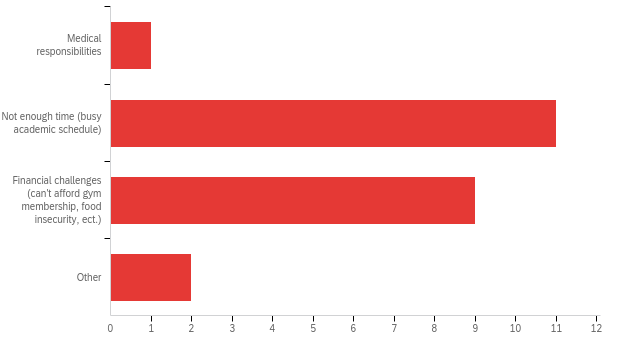 Medical
responsibilities
Not enough time (busy
academic schedule)
Financial challenges
(can't afford gym
membership, food
insecurity, ect.)
Other
0 1 2 3 4 5 6 7 8 9 10 11 12